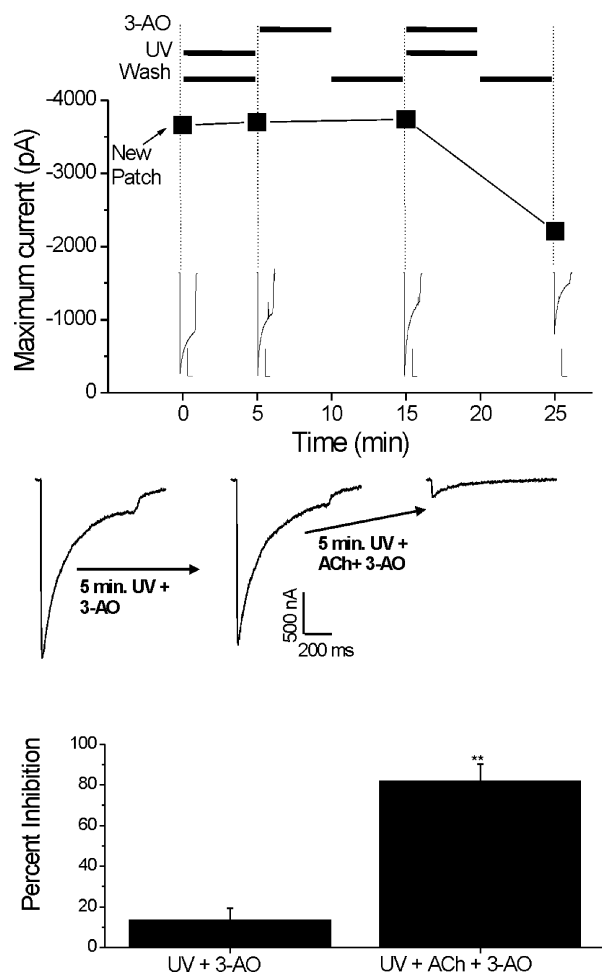 3-AO
UV
Wash
-4000
-3000
-2000
-1000
0
Maximum current (pA)
New
Patch
0 5 10 15 20 25
Time (min)
5 min. UV +
3-AO
5 min. UV +
ACh+ 3-AO
500 nA
200 ms
100
80
60
40
20
0
Percent Inhibition
**
UV + 3-AO
UV + ACh + 3-AO